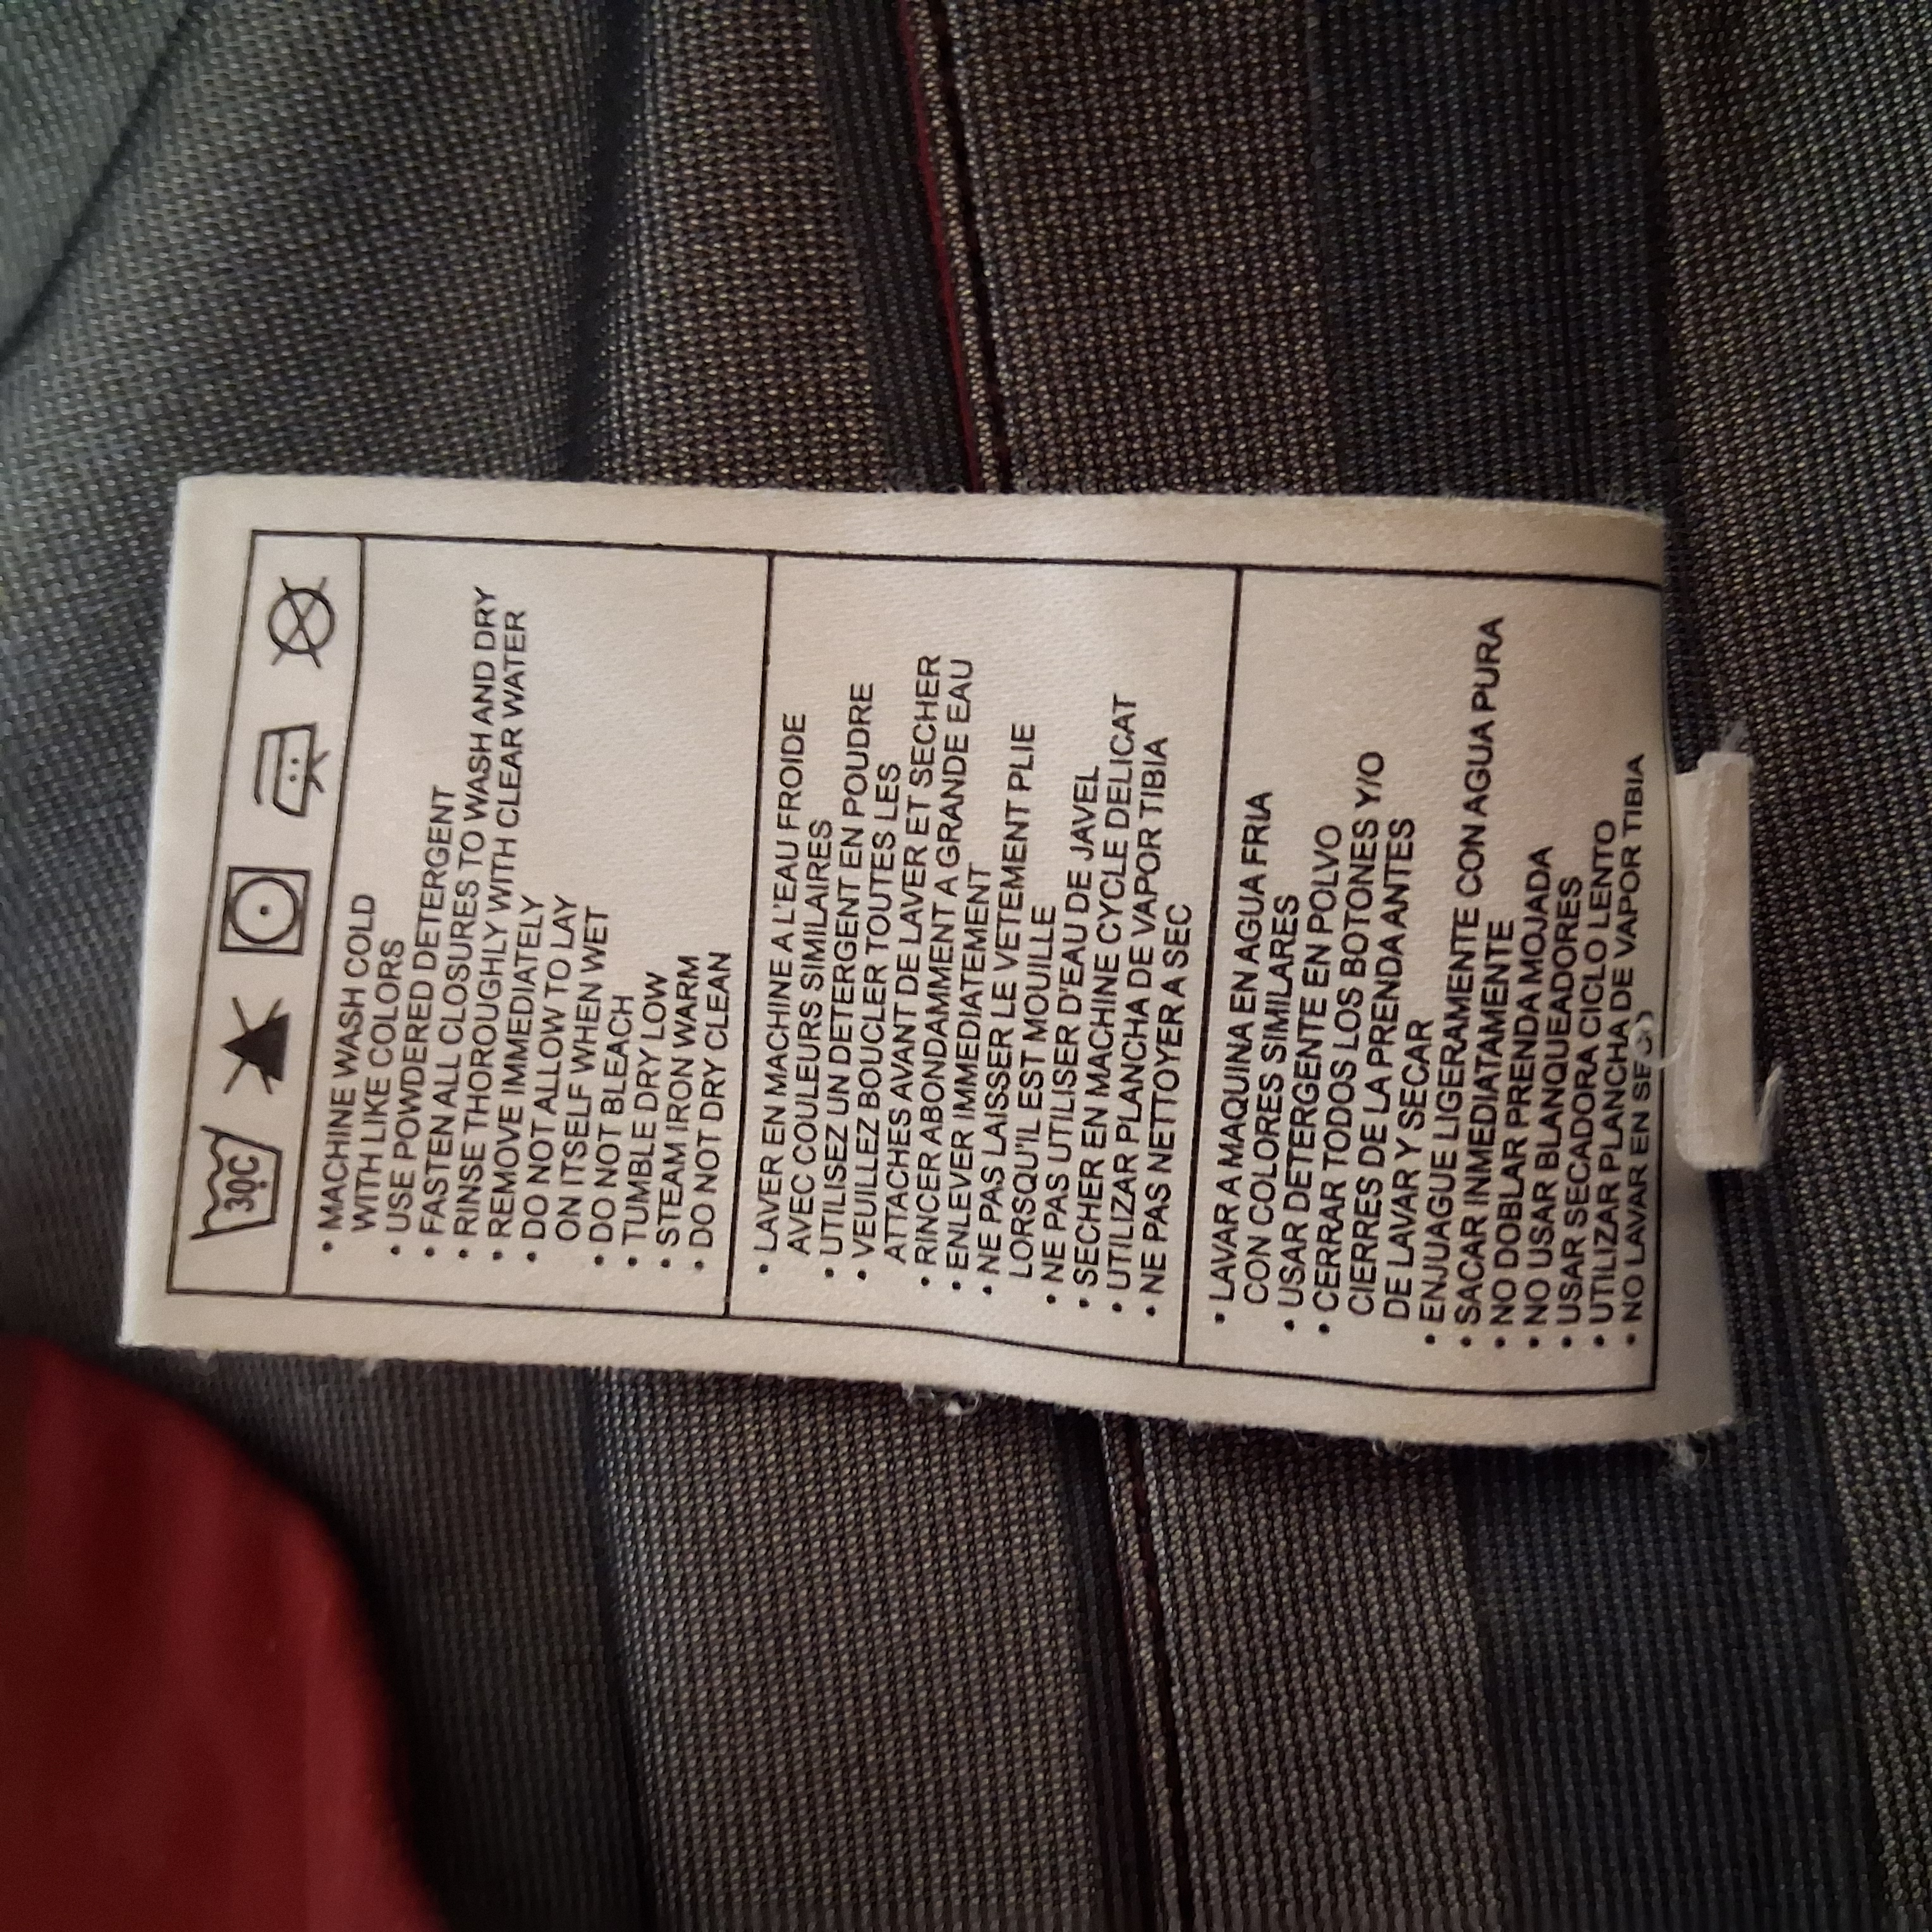 30°C
• MACHINE WASH COLD
WITH LIKE COLORS
• USE POWDERED DETERGENT
• FASTEN ALL CLOSURES TO WASH AND DRY
• RINSE THOROUGHLY WITH CLEAR WATER
• REMOVE IMMEDIATELY
• DO NOT ALLOW TO LAY
ON ITSELF WHEN WET
• DO NOT BLEACH
• TUMBLE DRY LOW
• STEAM IRON WARM
• DO NOT DRY CLEAN
• LAVER EN MACHINE A L'EAU FROIDE
AVEC COULEURS SIMILAIRES
• UTILISEZ UN DETERGENT EN POUDRE
• VEUILLEZ BOUCLER TOUTES LES
ATTACHES AVANT DE LAVER ET SECHER
• RINCER ABONDAMMENT A GRANDE EAU
• ENLEVER IMMEDIATEMENT
• NE PAS LAISSER LE VETEMENT PLIE
LORSQU'IL EST MOUILLE
• NE PAS UTILISER D'EAU DE JAVEL
• SECHER EN MACHINE CYCLE DELICAT
• UTILIZAR PLANCHA DE VAPOR TIBIA
• NE PAS NETTOYER A SEC
• LAVAR A MAQUINA EN AGUA FRIA
CON COLORES SIMILARES
• USAR DETERGENTE EN POLVO
• CERRAR TODOS LOS BOTONES Y/O
CIERRES DE LA PRENDA ANTES
DE LAVAR Y SECAR
• ENJUAGUE LIGERAMENTE CON AGUA PURA
• SACAR INMEDIATAMENTE
• NO DOBLAR PRENDA MOJADA
• NO USAR BLANQUEADORES
• USAR SECADORA CICLO LENTO
• UTILIZAR PLANCHA DE VAPOR TIBIA
• NO LAVAR EN SECO